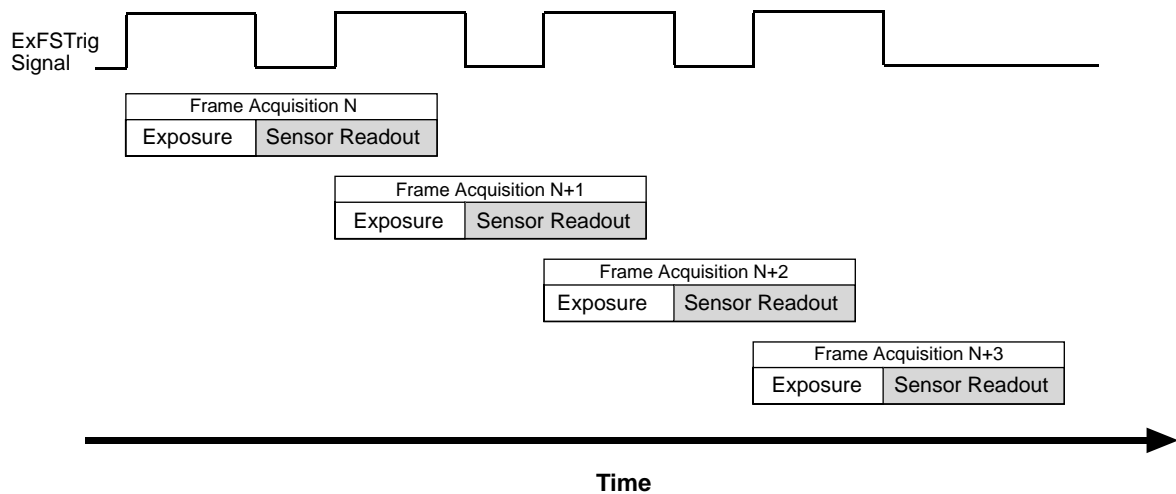 ExFSTrig
Signal
Frame Acquisition N
Exposure Sensor Readout
Frame Acquisition N+1
Exposure Sensor Readout
Frame Acquisition N+2
Exposure Sensor Readout
Frame Acquisition N+3
Exposure Sensor Readout
Time